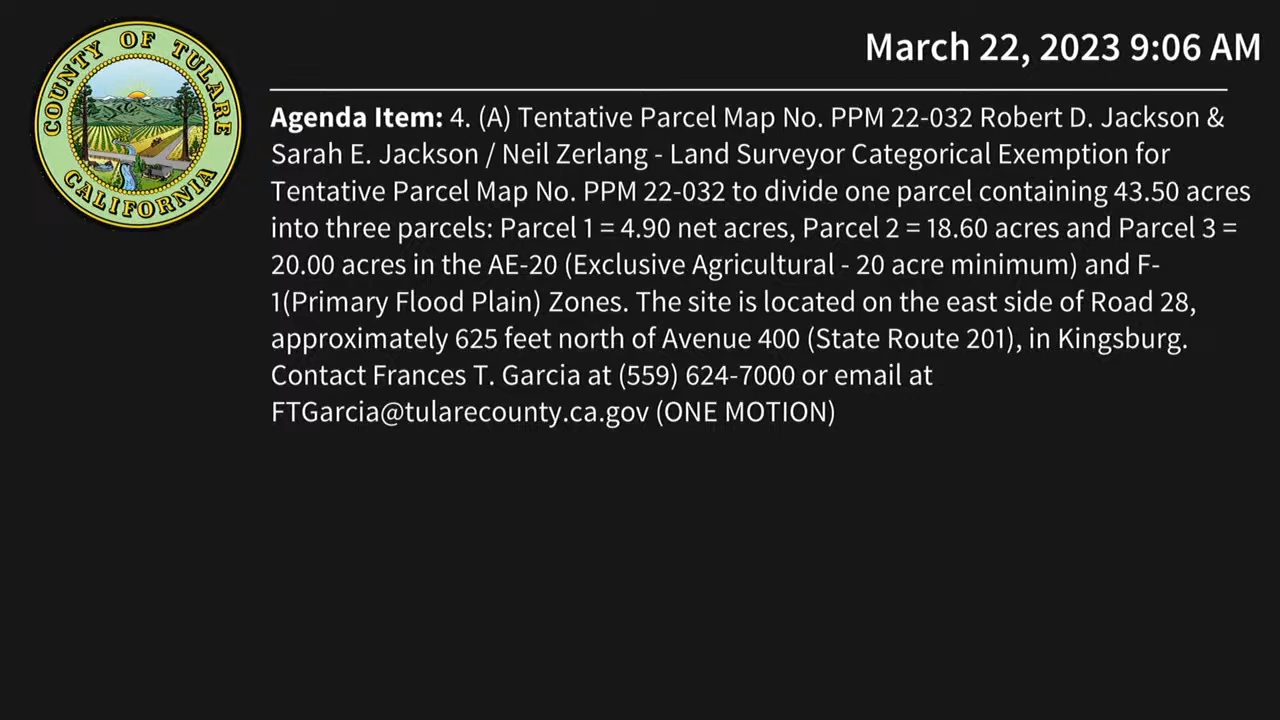 COUNTY OF TULARE
CALIFORNIA
March 22, 2023 9:06 AM
Agenda Item: 4. (A) Tentative Parcel Map No. PPM 22-032 Robert D. Jackson &
Sarah E. Jackson / Neil Zerlang - Land Surveyor Categorical Exemption for
Tentative Parcel Map No. PPM 22-032 to divide one parcel containing 43.50 acres
into three parcels: Parcel 1 = 4.90 net acres, Parcel 2 = 18.60 acres and Parcel 3 =
20.00 acres in the AE-20 (Exclusive Agricultural - 20 acre minimum) and F-
1(Primary Flood Plain) Zones. The site is located on the east side of Road 28,
approximately 625 feet north of Avenue 400 (State Route 201), in Kingsburg.
Contact Frances T. Garcia at (559) 624-7000 or email at
FTGarcia@tularecounty.ca.gov (ONE MOTION)